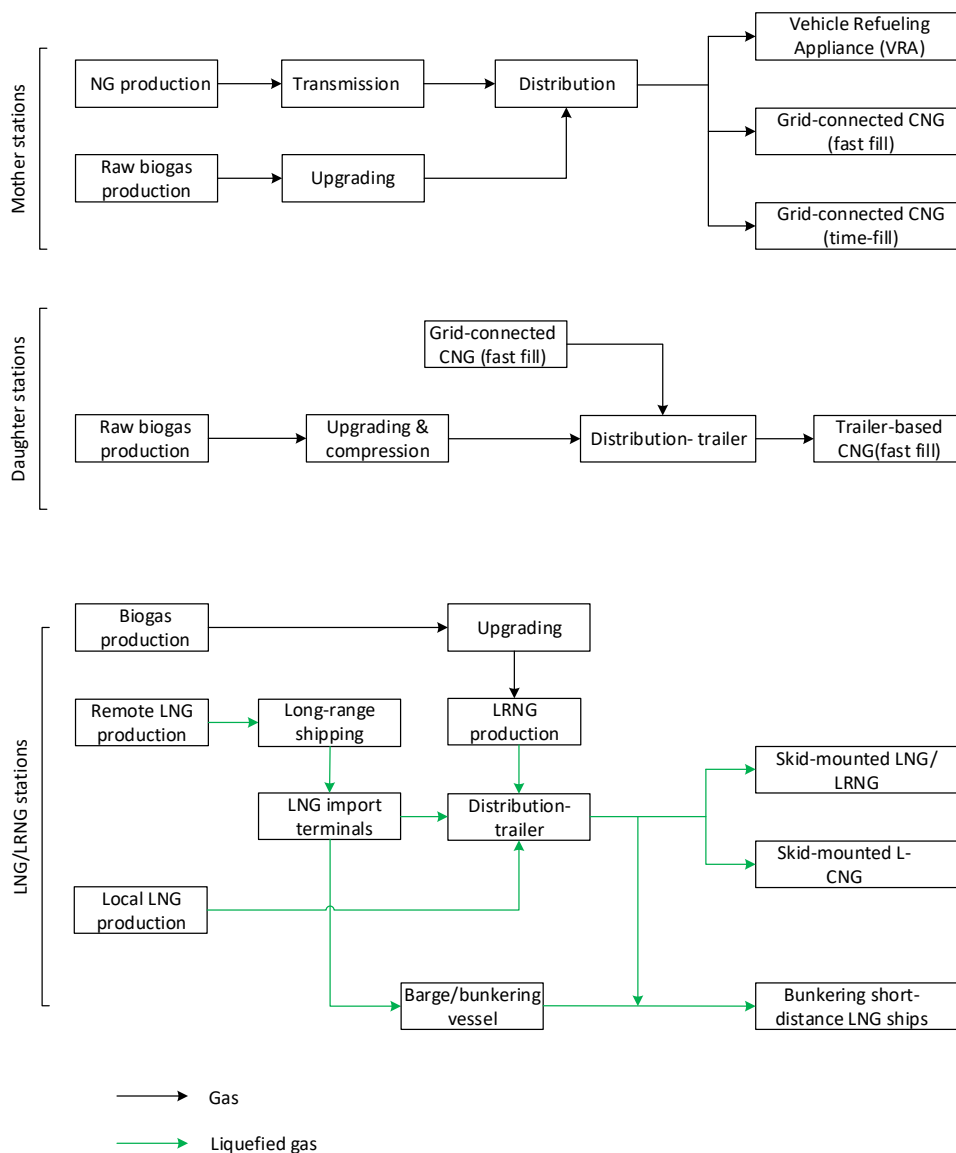 Mother stations
Vehicle Refueling
Appliance (VRA)
NG production
Transmission
Distribution
Grid-connected CNG
(fast fill)
Raw biogas
production
Upgrading
Grid-connected CNG
(time-fill)
Daughter stations
Grid-connected
CNG (fast fill)
Raw biogas
production
Upgrading &
compression
Distribution- trailer
Trailer-based
CNG(fast fill)
LNG/LRNG stations
Biogas
production
Upgrading
Remote LNG
production
Long-range
shipping
LRNG
production
Skid-mounted LNG/
LRNG
LNG import
terminals
Distribution-
trailer
Skid-mounted L-
CNG
Local LNG
production
Barge/bunkering
vessel
Bunkering short-
distance LNG ships
Gas
Liquefied gas